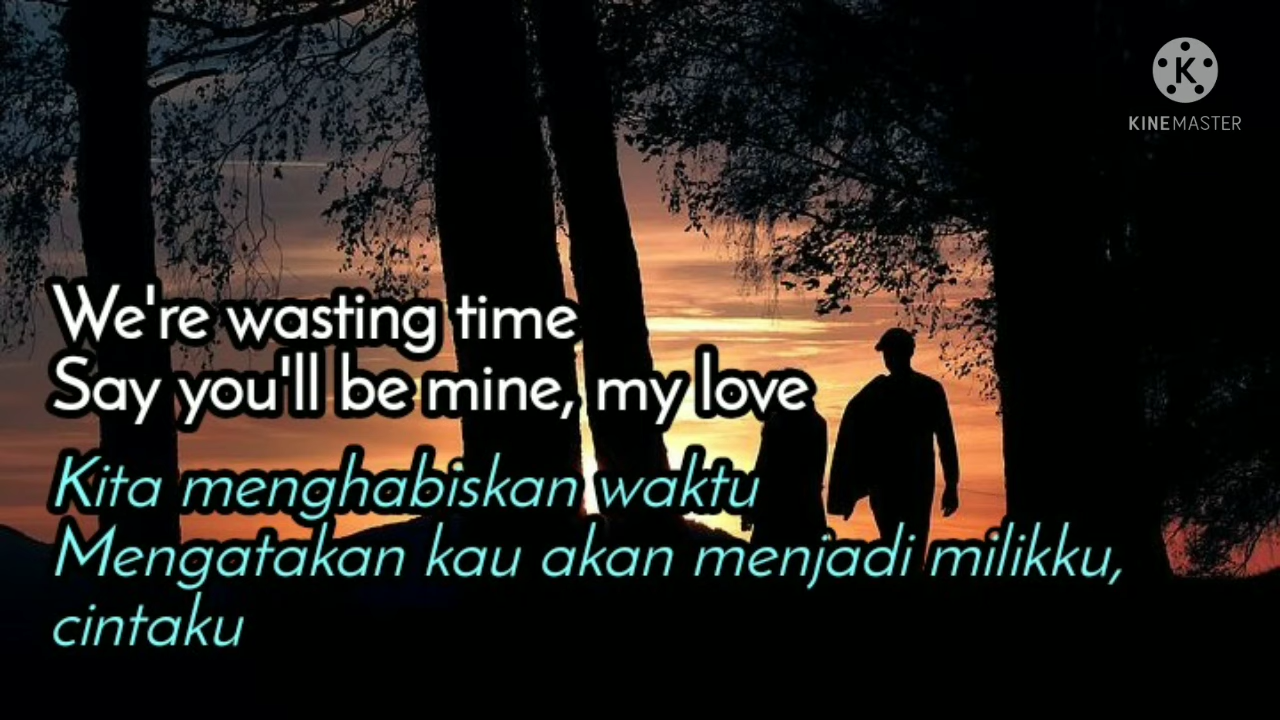 K
KINEMASTER
We're wasting time
Say you'll be mine, my love
Kita menghabiskan waktu
Mengatakan kau akan menjadi milikku,
cintaku